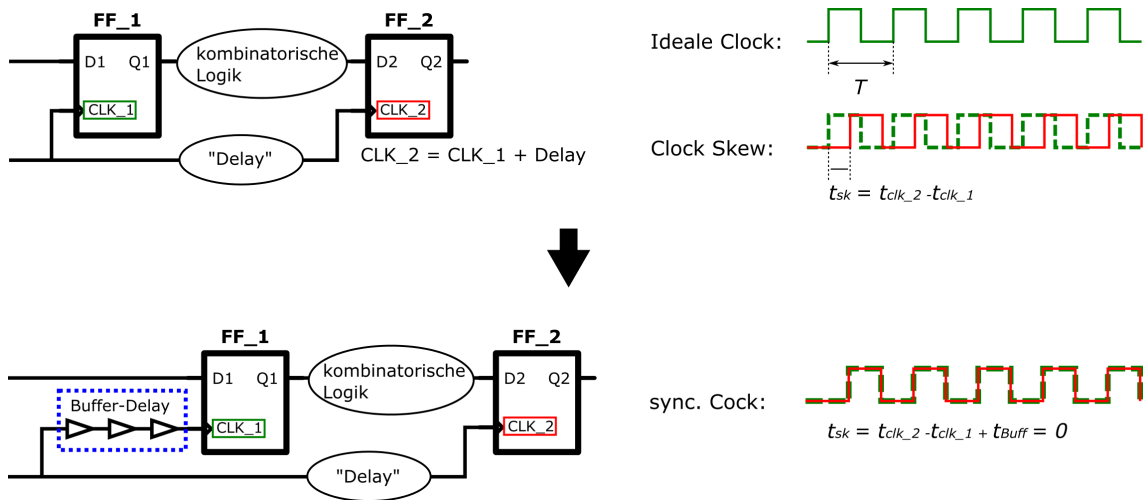 FF_1
D1 Q1
CLK_1
kombinatorische
Logik
"Delay"
FF_2
D2 Q2
CLK_2
CLK_2 = CLK_1 + Delay
Ideale Clock:
T
Clock Skew:
tsk = tclk_2 -tclk_1
FF_1
D1 Q1
CLK_1
Buffer-Delay
kombinatorische
Logik
"Delay"
FF_2
D2 Q2
CLK_2
sync. Cock:
tsk = tclk_2 -tclk_1 + tBuff = 0